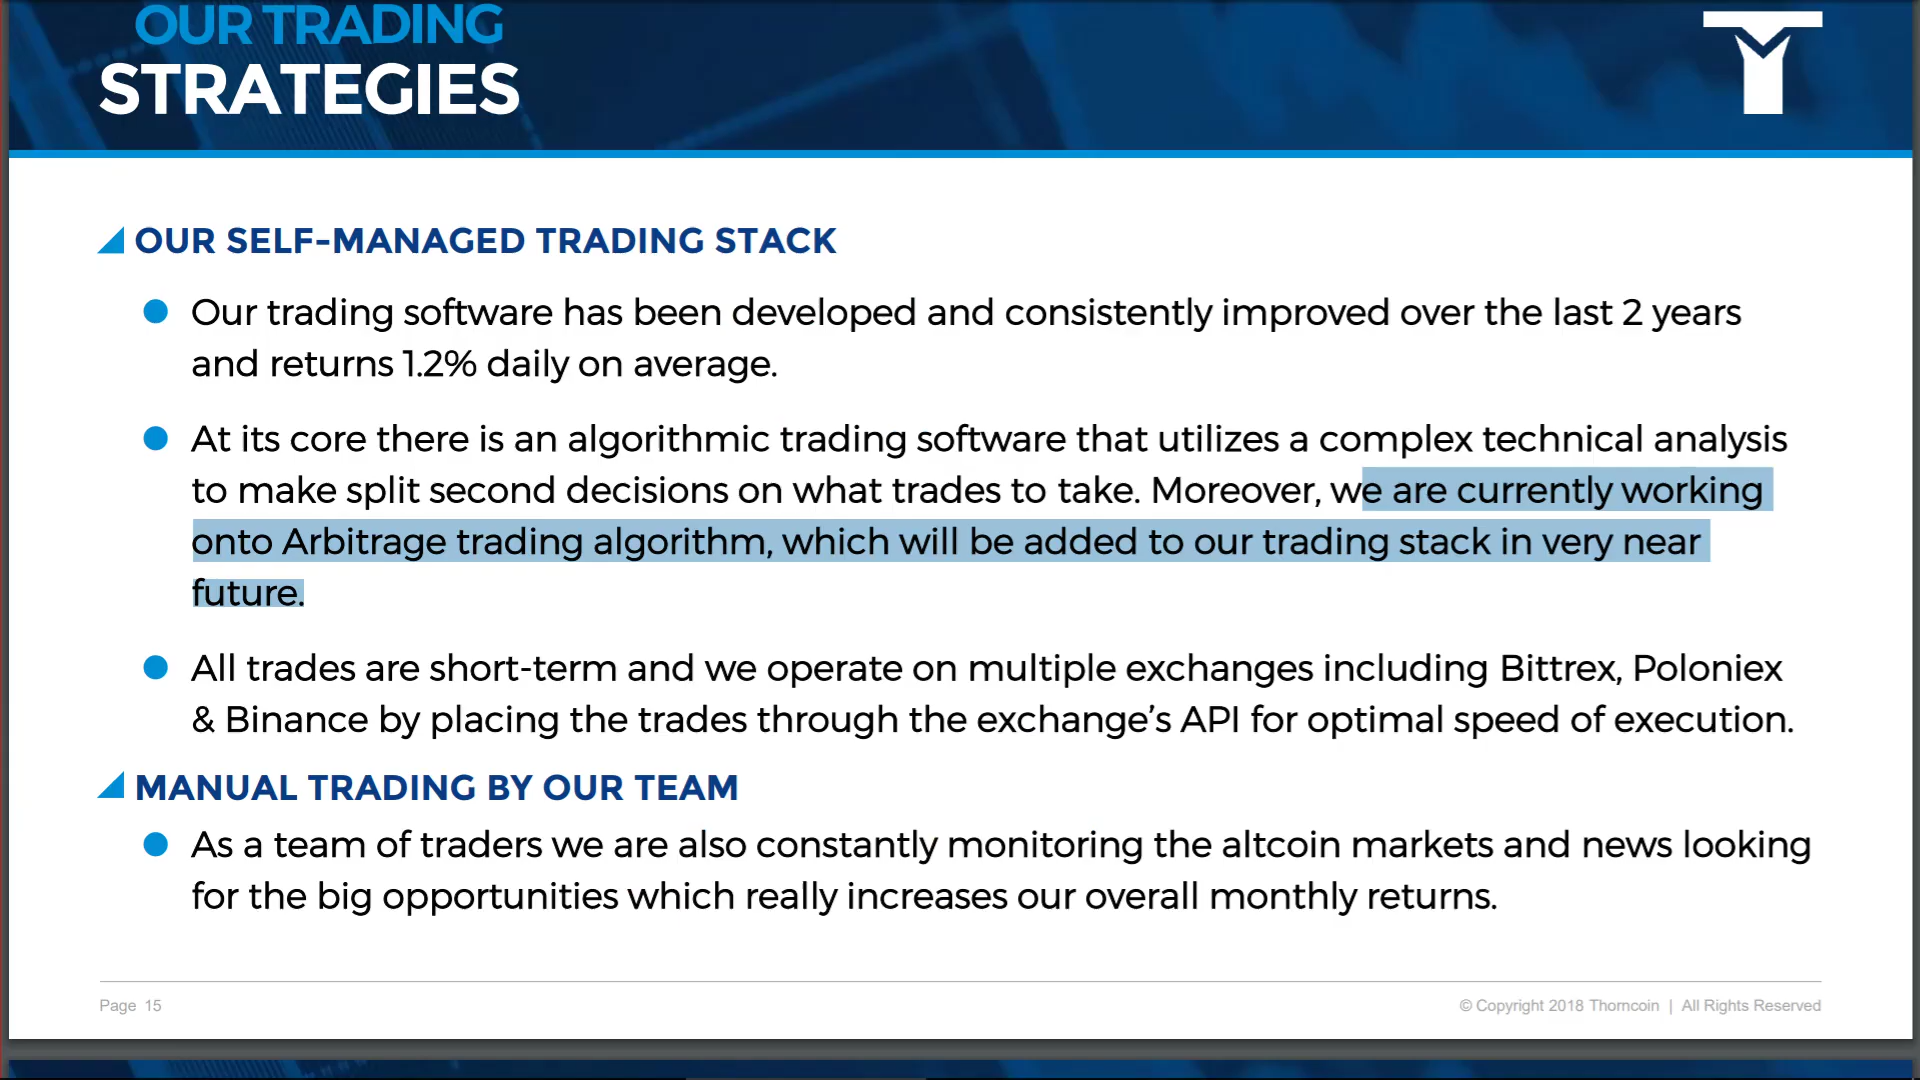 OUR TRADING
STRATEGIES
OUR SELF-MANAGED TRADING STACK
Our trading software has been developed and consistently improved over the last 2 years
and returns 1.2% daily on average.
At its core there is an algorithmic trading software that utilizes a complex technical analysis
to make split second decisions on what trades to take. Moreover, we are currently working
onto Arbitrage trading algorithm, which will be added to our trading stack in very near
future.
All trades are short-term and we operate on multiple exchanges including Bittrex, Poloniex
& Binance by placing the trades through the exchange’s API for optimal speed of execution.
MANUAL TRADING BY OUR TEAM
As a team of traders we are also constantly monitoring the altcoin markets and news looking
for the big opportunities which really increases our overall monthly returns.
Page 15
© Copyright 2018 Thorncoin | All Rights Reserved